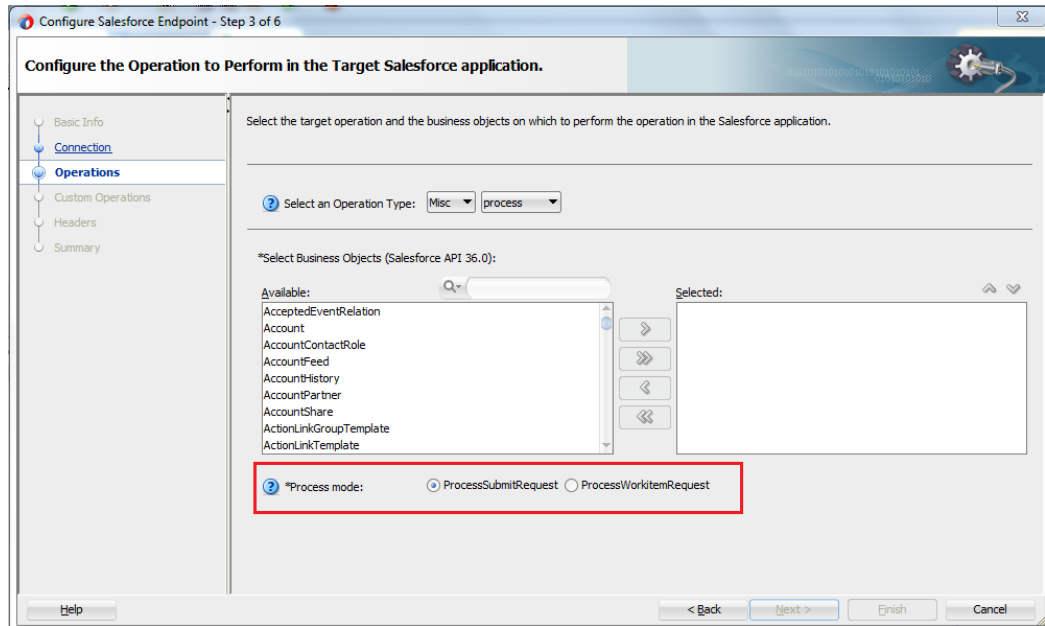 Configure Salesforce Endpoint - Step 3 of 6
Configure the Operation to Perform in the Target Salesforce application.
Basic Info
Connection
Operations
Custom Operations
Headers
Summary
Select the target operation and the business objects on which to perform the operation in the Salesforce application.
Select an Operation Type: Misc process
*Select Business Objects (Salesforce API 36.0):
Available:
AcceptedEventRelation
Account
AccountContactRole
AccountFeed
AccountHistory
AccountPartner
AccountShare
ActionLinkGroupTemplate
ActionLinkTemplate
Selected:
*Process mode: ProcessSubmitRequest ProcessWorkitemRequest
Help
< Back Next > Finish Cancel